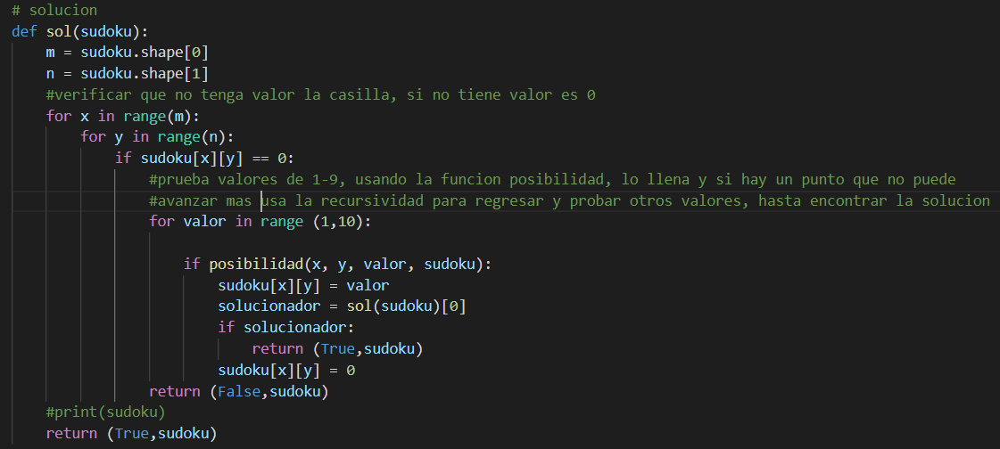 # solucion
def sol(sudoku):
    m = sudoku.shape[0]
    n = sudoku.shape[1]
    #verificar que no tenga valor la casilla, si no tiene valor es 0
    for x in range(m):
        for y in range(n):
            if sudoku[x][y] == 0:
                #prueba valores de 1-9, usando la funcion posibilidad, lo llena y si hay un punto que no puede
                #avanzar mas usa la recursividad para regresar y probar otros valores, hasta encontrar la solucion
                for valor in range (1,10):
                    if posibilidad(x, y, valor, sudoku):
                        sudoku[x][y] = valor
                        solucionador = sol(sudoku)[0]
                        if solucionador:
                            return (True,sudoku)
                        sudoku[x][y] = 0
                return (False,sudoku)
    #print(sudoku)
    return (True,sudoku)